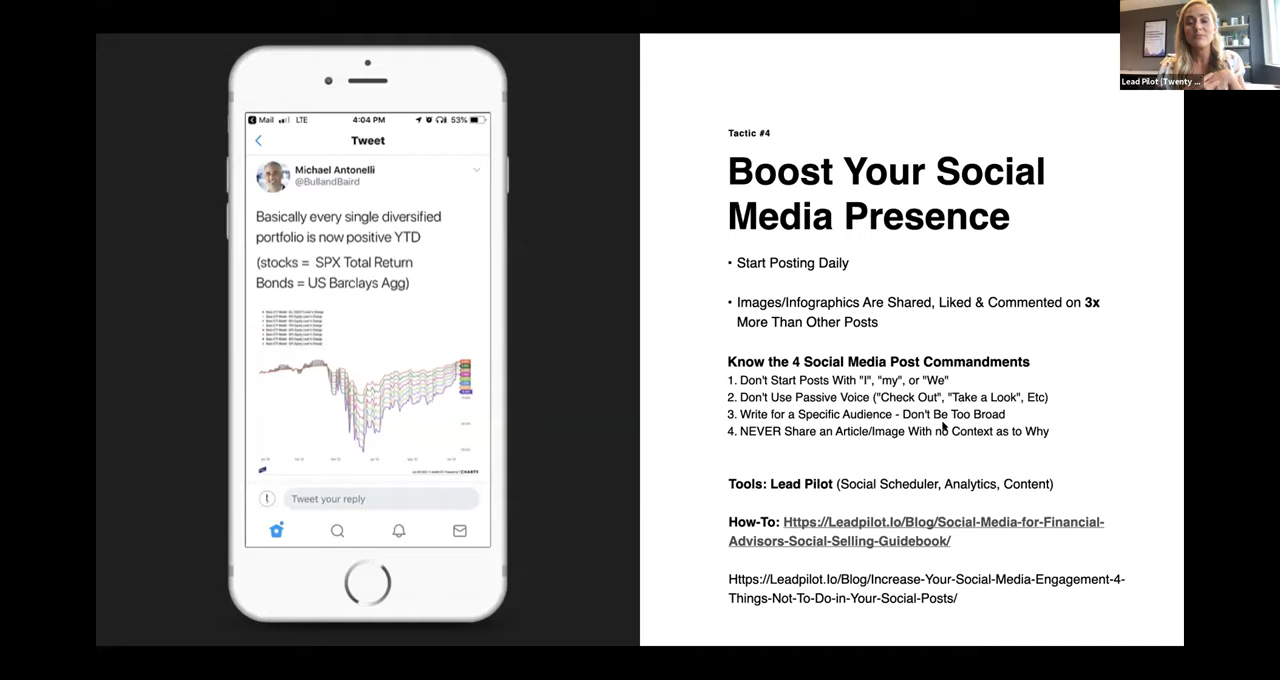 Mail LTE 4:04 PM 53%
Tweet
Michael Antonelli
@BullandBaird
Basically every single diversified
portfolio is now positive YTD
(stocks = SPX Total Return
Bonds = US Barclays Agg)
Tweet your reply
Lead Pilot (Twenty ...
Tactic #4
Boost Your Social
Media Presence
• Start Posting Daily
• Images/Infographics Are Shared, Liked & Commented on 3x
More Than Other Posts
Know the 4 Social Media Post Commandments
1. Don't Start Posts With "I", "my", or "We"
2. Don't Use Passive Voice ("Check Out", "Take a Look", Etc)
3. Write for a Specific Audience - Don't Be Too Broad
4. NEVER Share an Article/Image With no Context as to Why
Tools: Lead Pilot (Social Scheduler, Analytics, Content)
How-To: Https://Leadpilot.Io/Blog/Social-Media-for-Financial-
Advisors-Social-Selling-Guidebook/
Https://Leadpilot.Io/Blog/Increase-Your-Social-Media-Engagement-4-
Things-Not-To-Do-in-Your-Social-Posts/